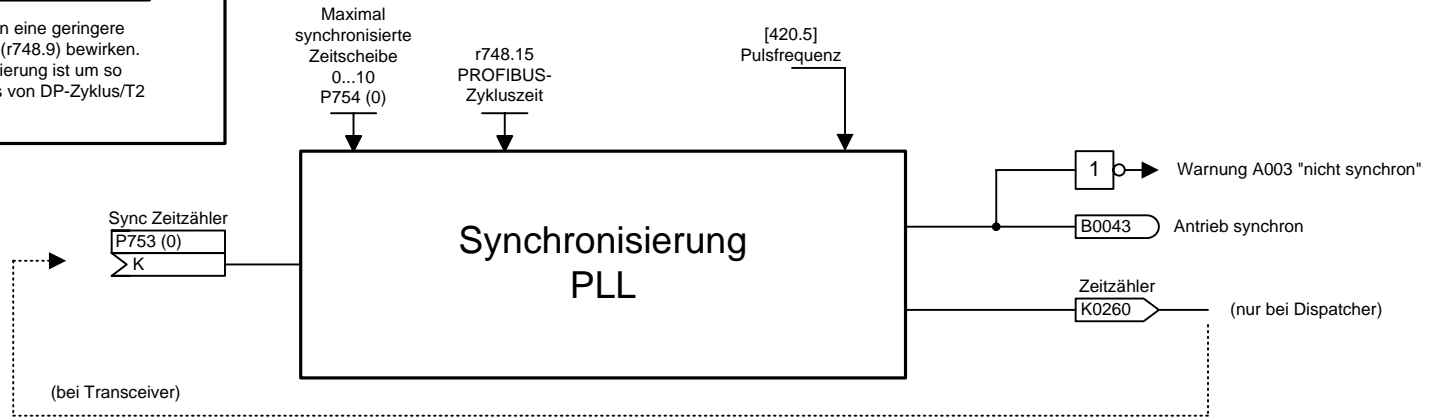 n eine geringere
(r748.9) bewirken.
ierung ist um so
s von DP-Zyklus/T2
Maximal
synchronisierte
Zeitscheibe
0...10
P754 (0)
r748.15
PROFIBUS-
Zykluszeit
[420.5]
Pulsfrequenz
Sync Zeitzähler
P753 (0)
K
Synchronisierung
PLL
1
Warnung A003 "nicht synchron"
B0043
Antrieb synchron
Zeitzähler
K0260
(nur bei Dispatcher)
(bei Transceiver)